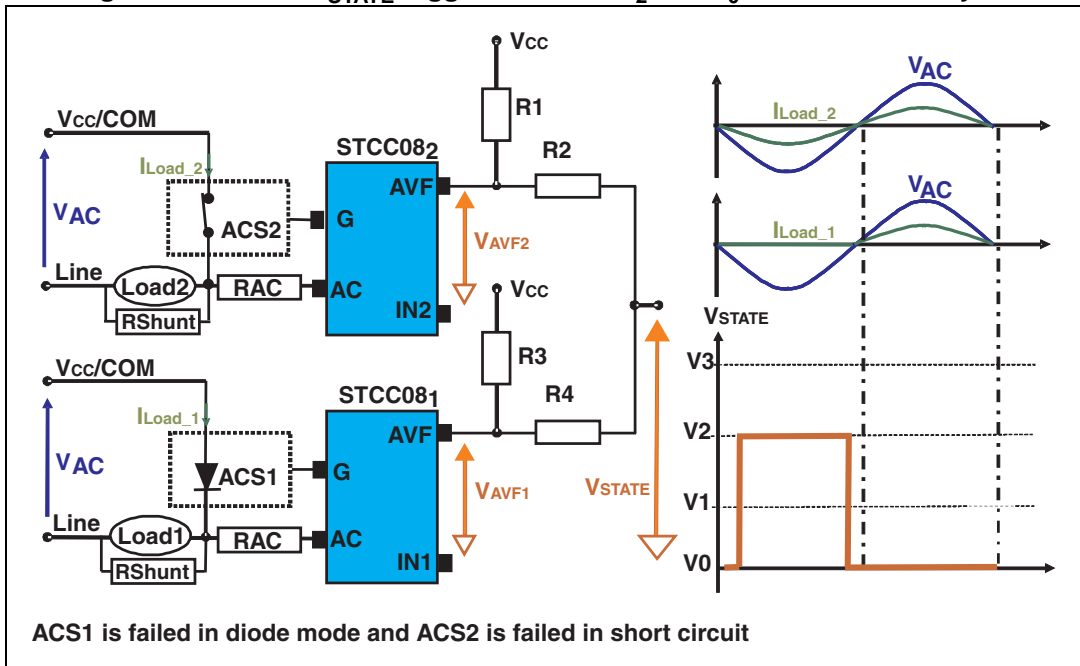 VCC
VCC/COM
R1
STCC082
R2
ILoad_2
AVF
G
ACS2
VAC
VAVF2
Line
Load2
RAC
AC
RShunt
IN2
VCC
VCC/COM
R3
STCC081
R4
ILoad_1
AVF
G
ACS1
VAC
VAVF1
VSTATE
Line
Load1
RAC
AC
RShunt
IN1
VAC
ILoad_2
VAC
ILoad_1
VSTATE
V3
V2
V1
V0
ACS1 is failed in diode mode and ACS2 is failed in short circuit